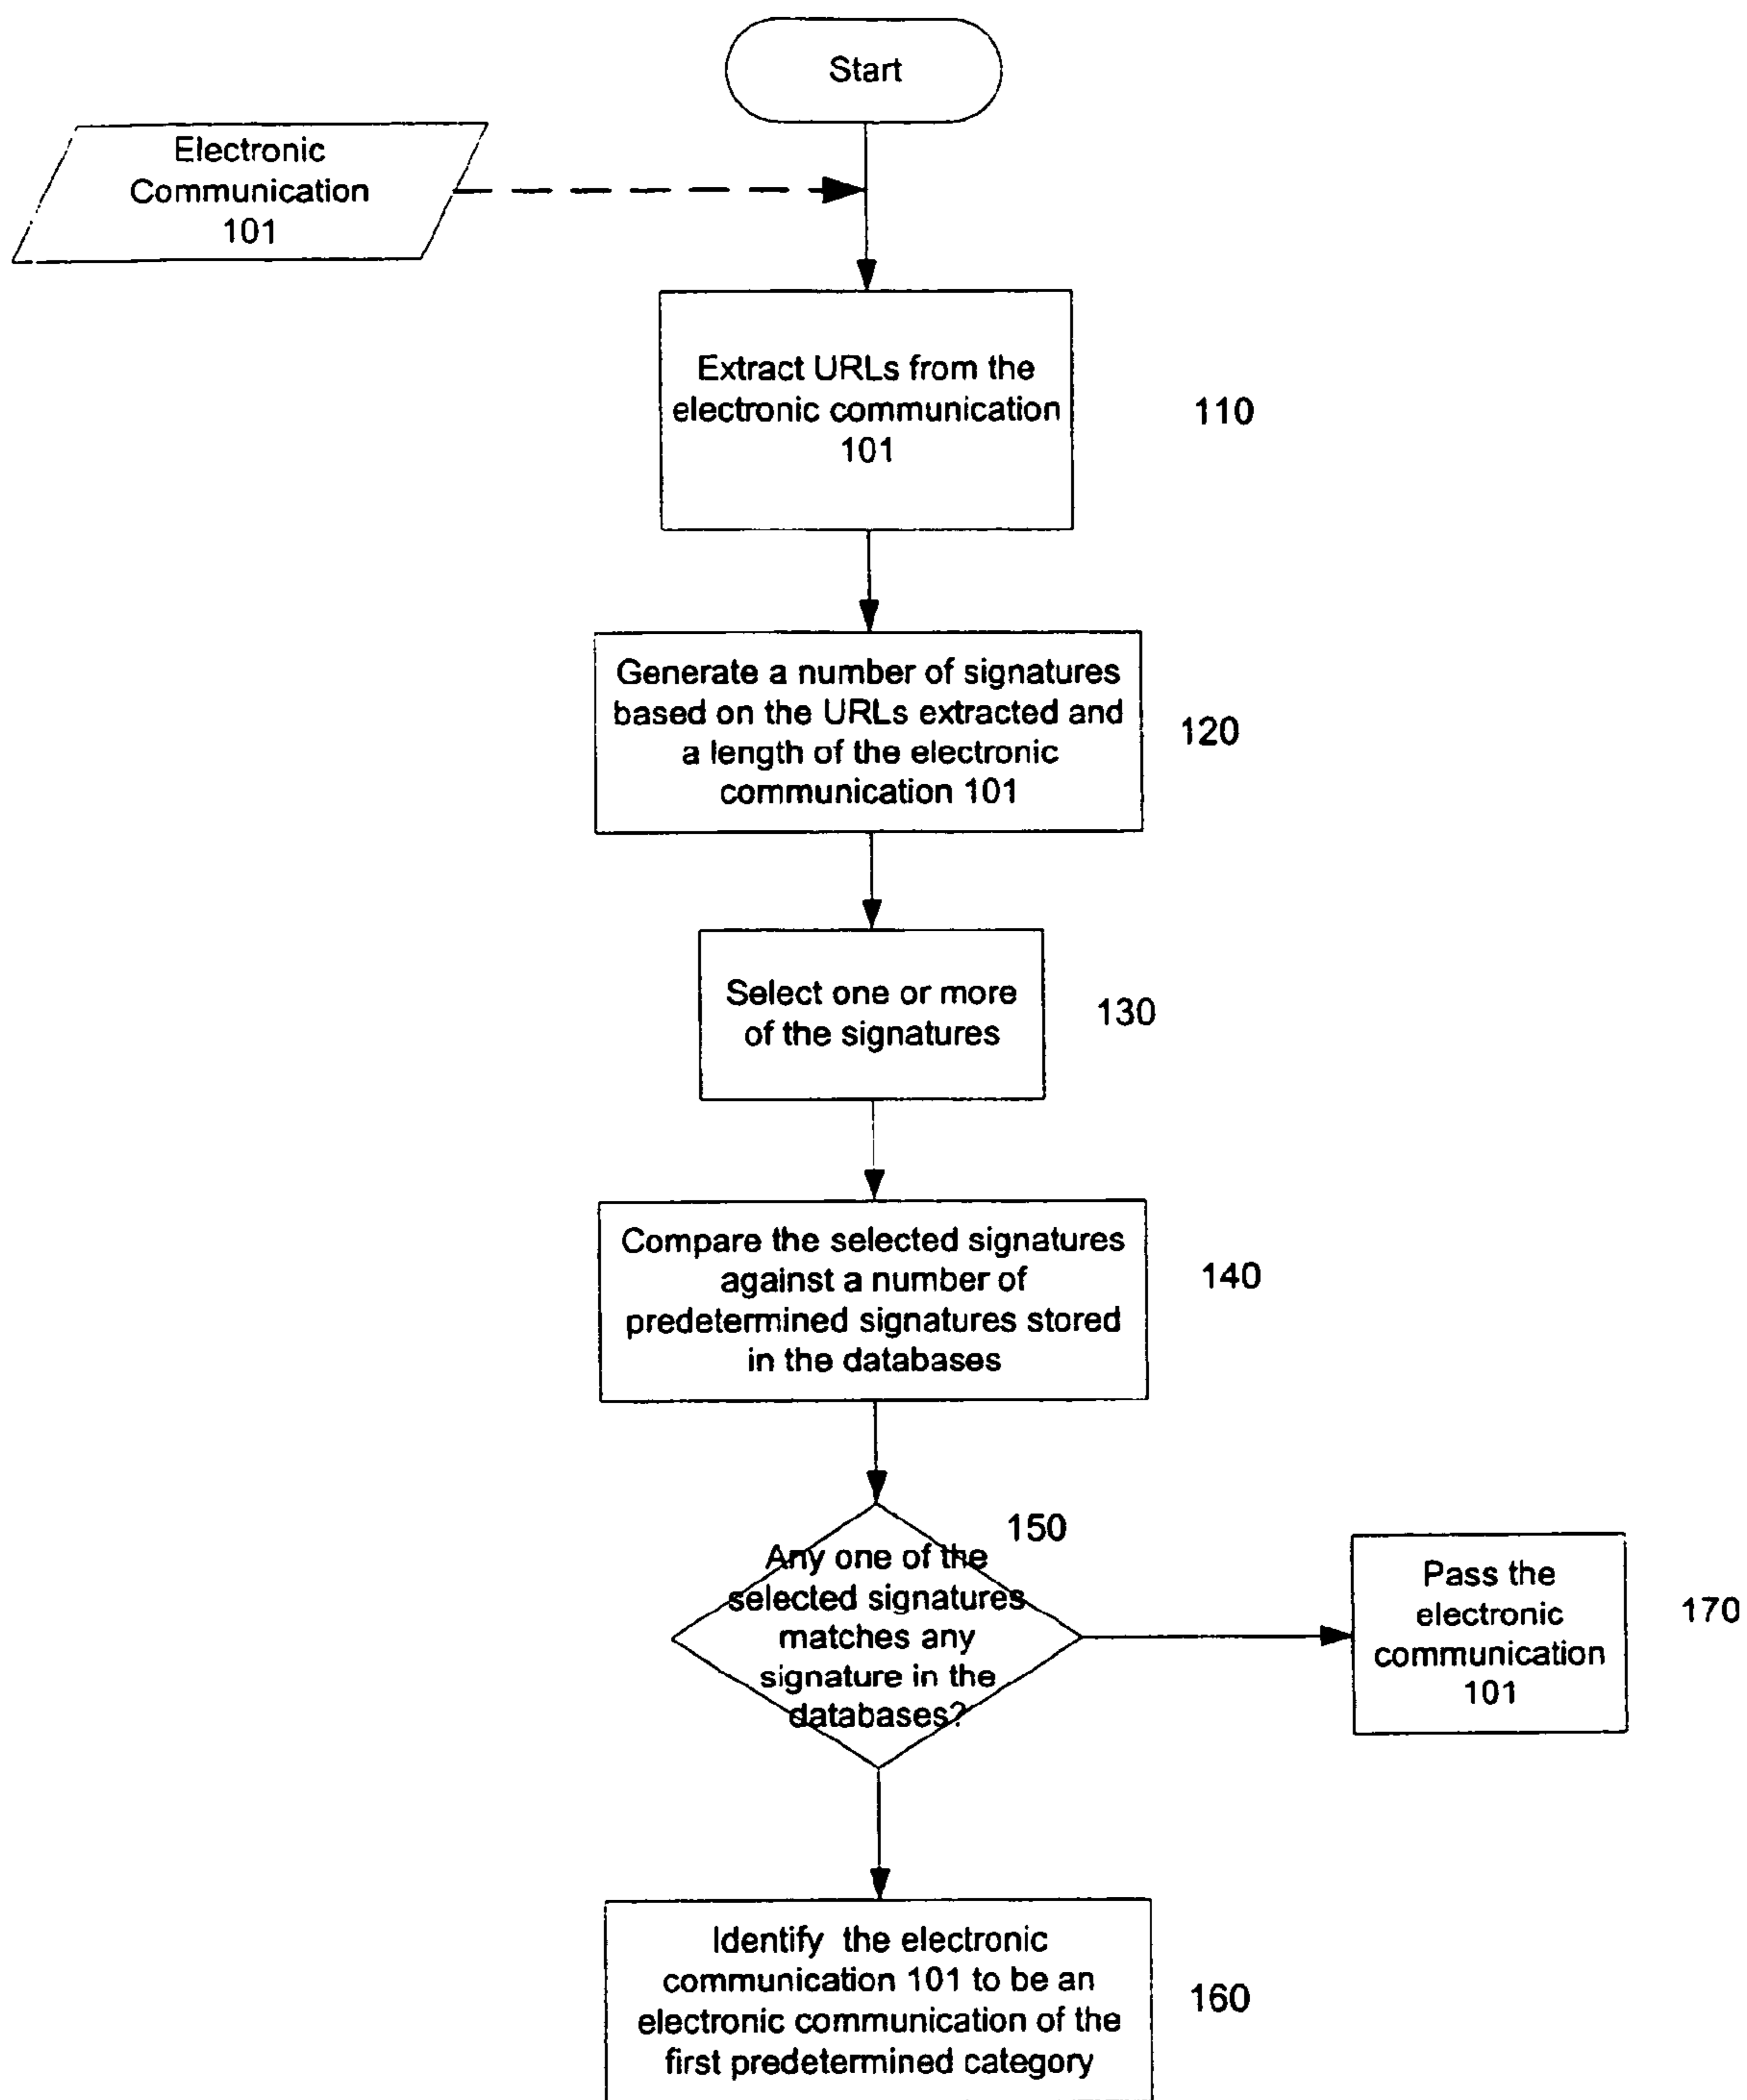 Start
Electronic
Communication
101
Extract URLs from the
electronic communication
101
110
Generate a number of signatures
based on the URLs extracted and
a length of the electronic
communication 101
120
Select one or more
of the signatures
130
Compare the selected signatures
against a number of
predetermined signatures stored
in the databases
140
150
Any one of the
selected signatures
matches any
signature in the
databases?
Pass the
electronic
communication
101
170
Identify the electronic
communication 101 to be an
electronic communication of the
first predetermined category
160